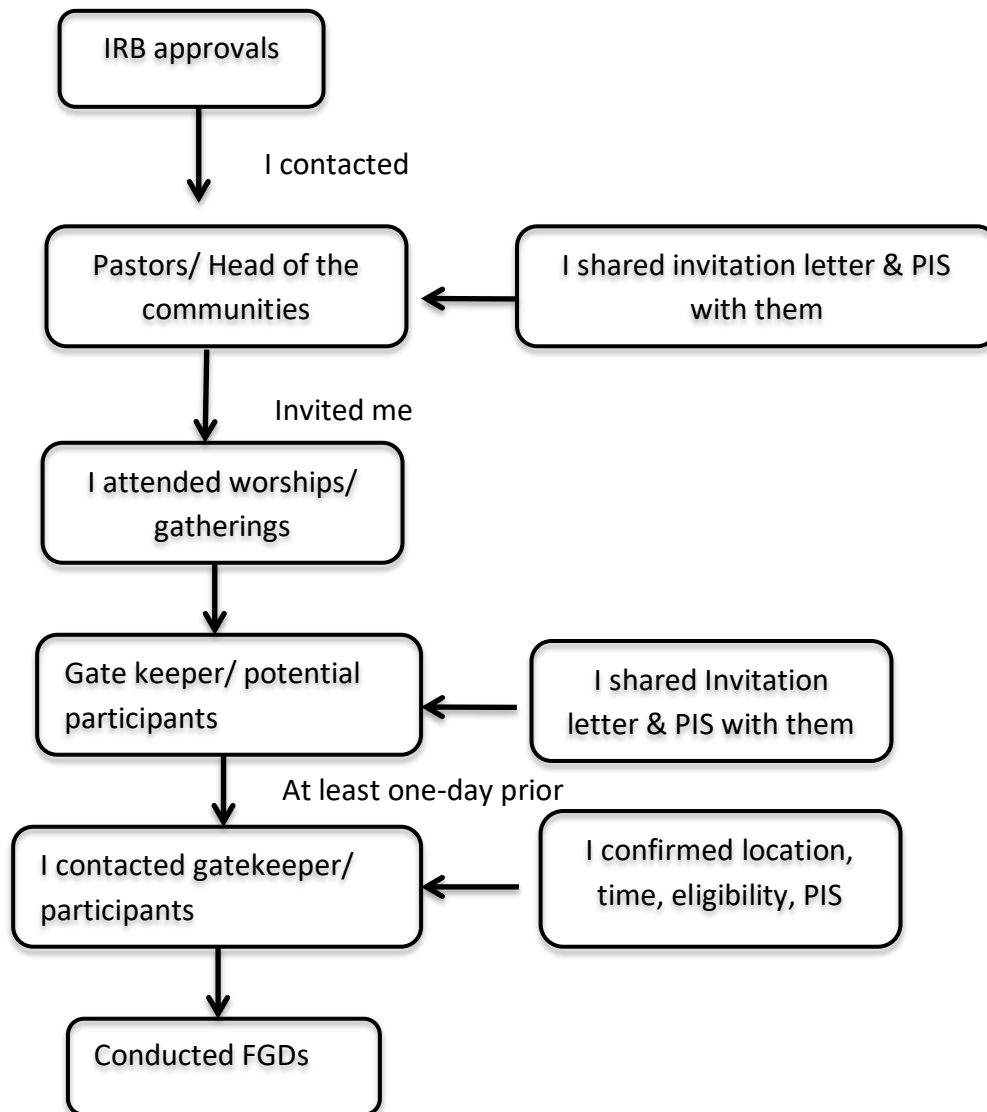 IRB approvals
I contacted
Pastors/ Head of the
communities
I shared invitation letter & PIS
with them
Invited me
I attended worships/
gatherings
Gate keeper/ potential
participants
I shared Invitation
letter & PIS with them
At least one-day prior
I contacted gatekeeper/
participants
I confirmed location,
time, eligibility, PIS
Conducted FGDs